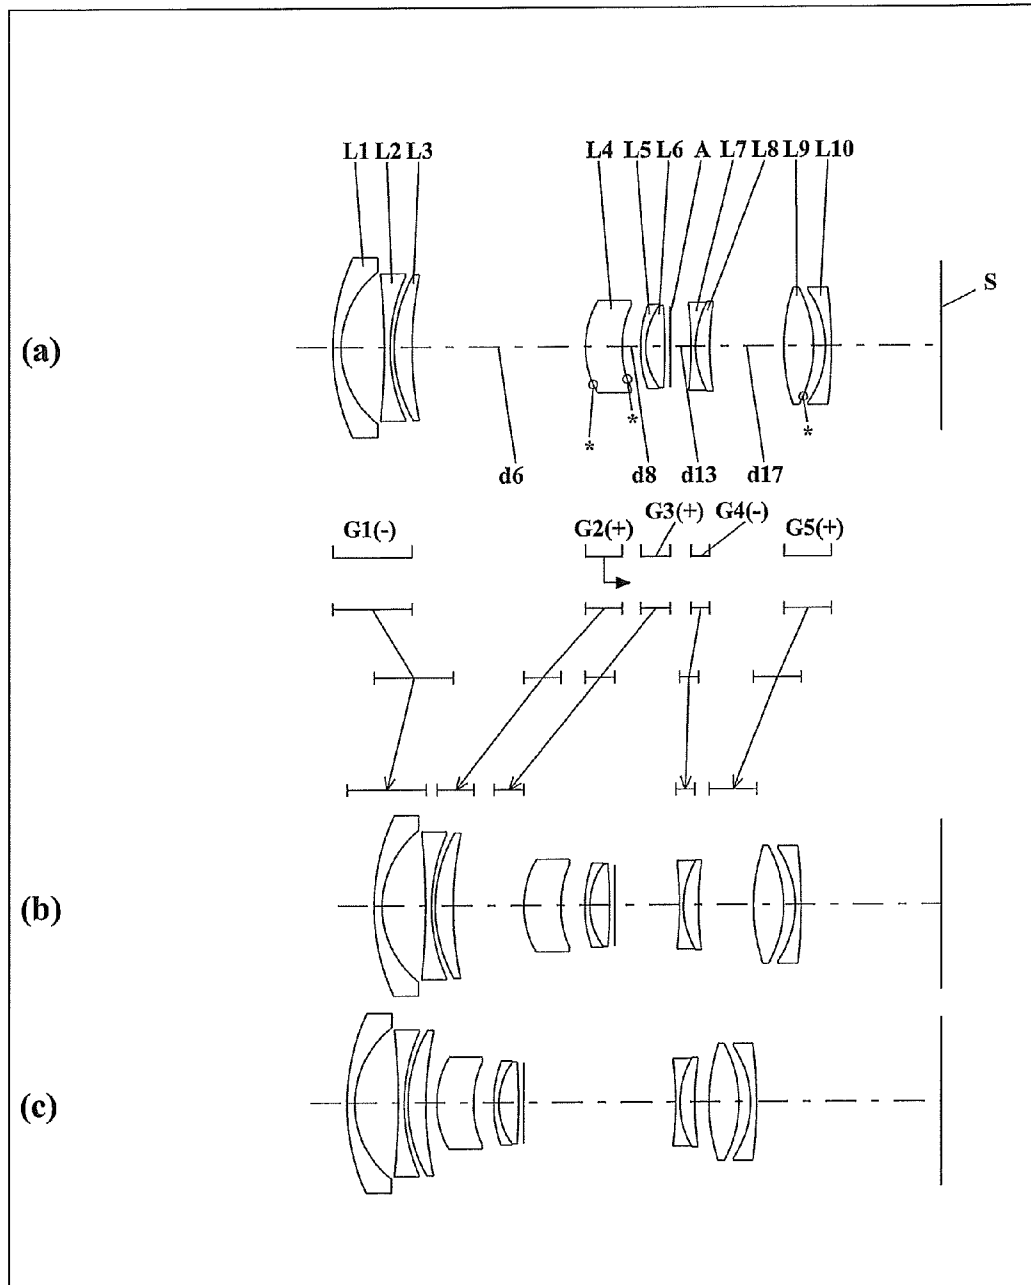 L1 L2 L3 L4 L5 L6 A L7 L8 L9 L10
S
(a)
* * *
d6 d8 d13 d17
G1(-) G2(+) G3(+) G4(-) G5(+)
(b)
(c)